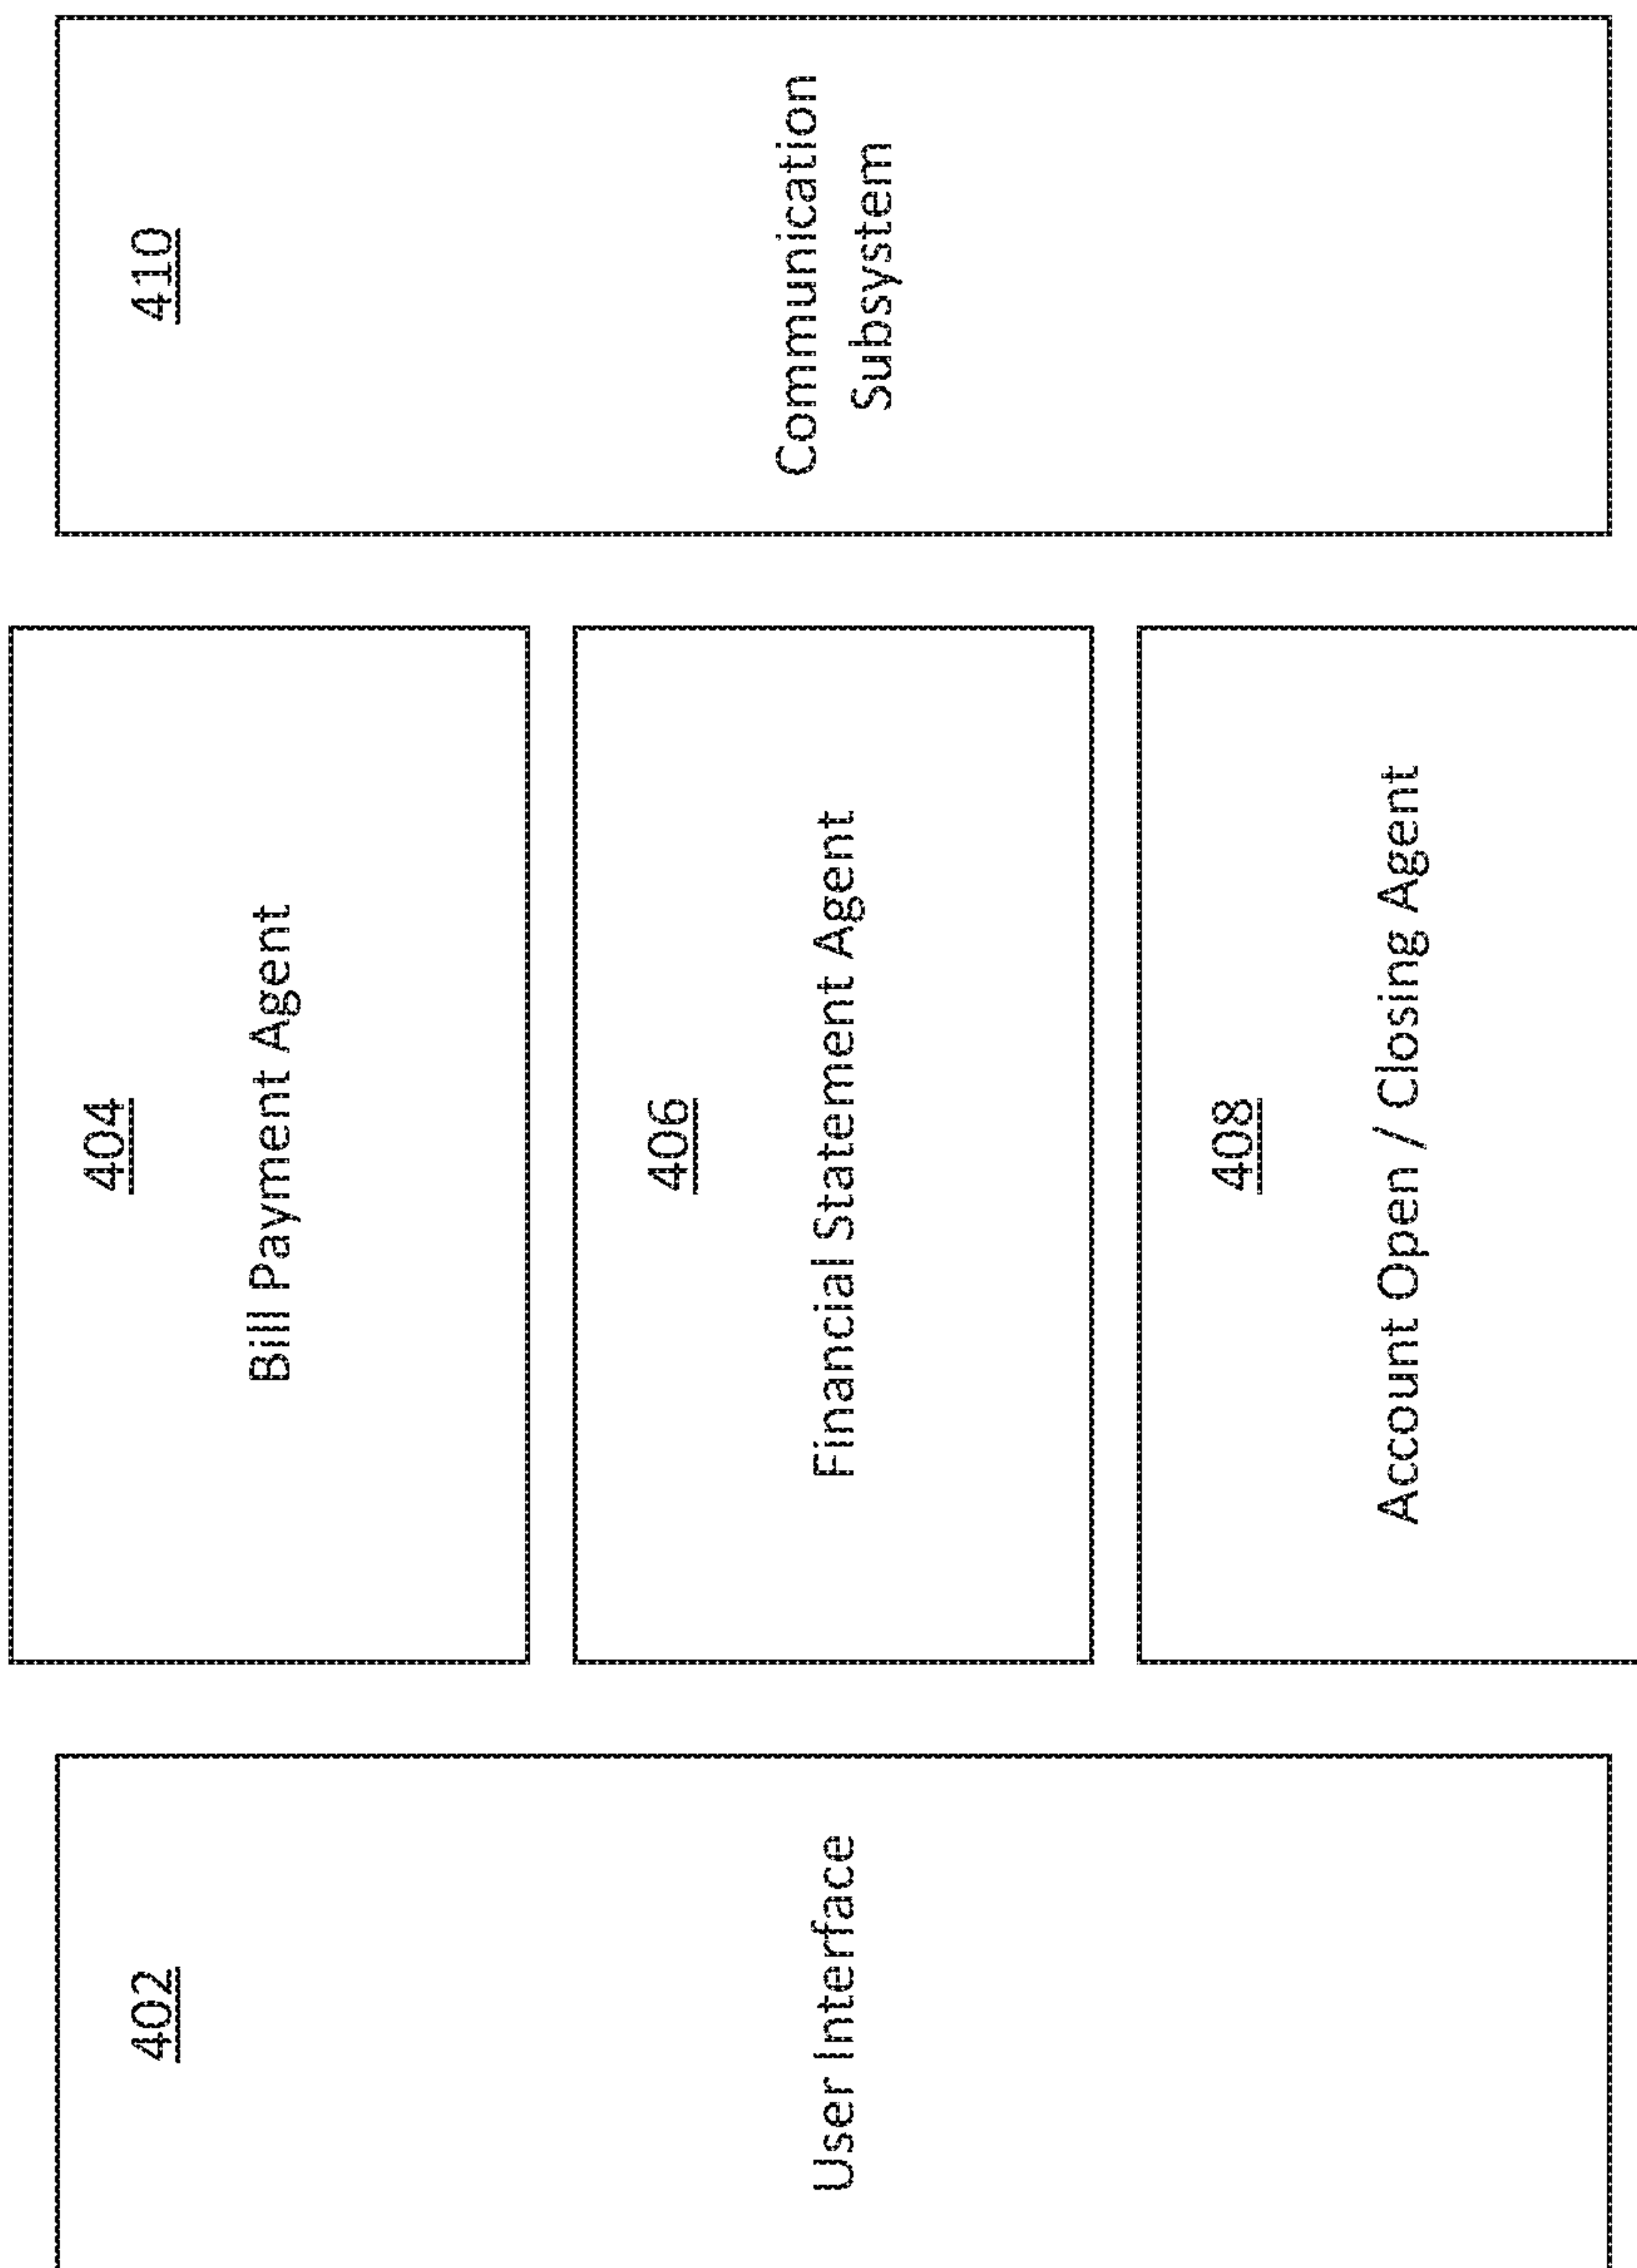 402
User Interface
404
Bill Payment Agent
406
Financial Statement Agent
408
Account Open / Closing Agent
410
Communication
Subsystem